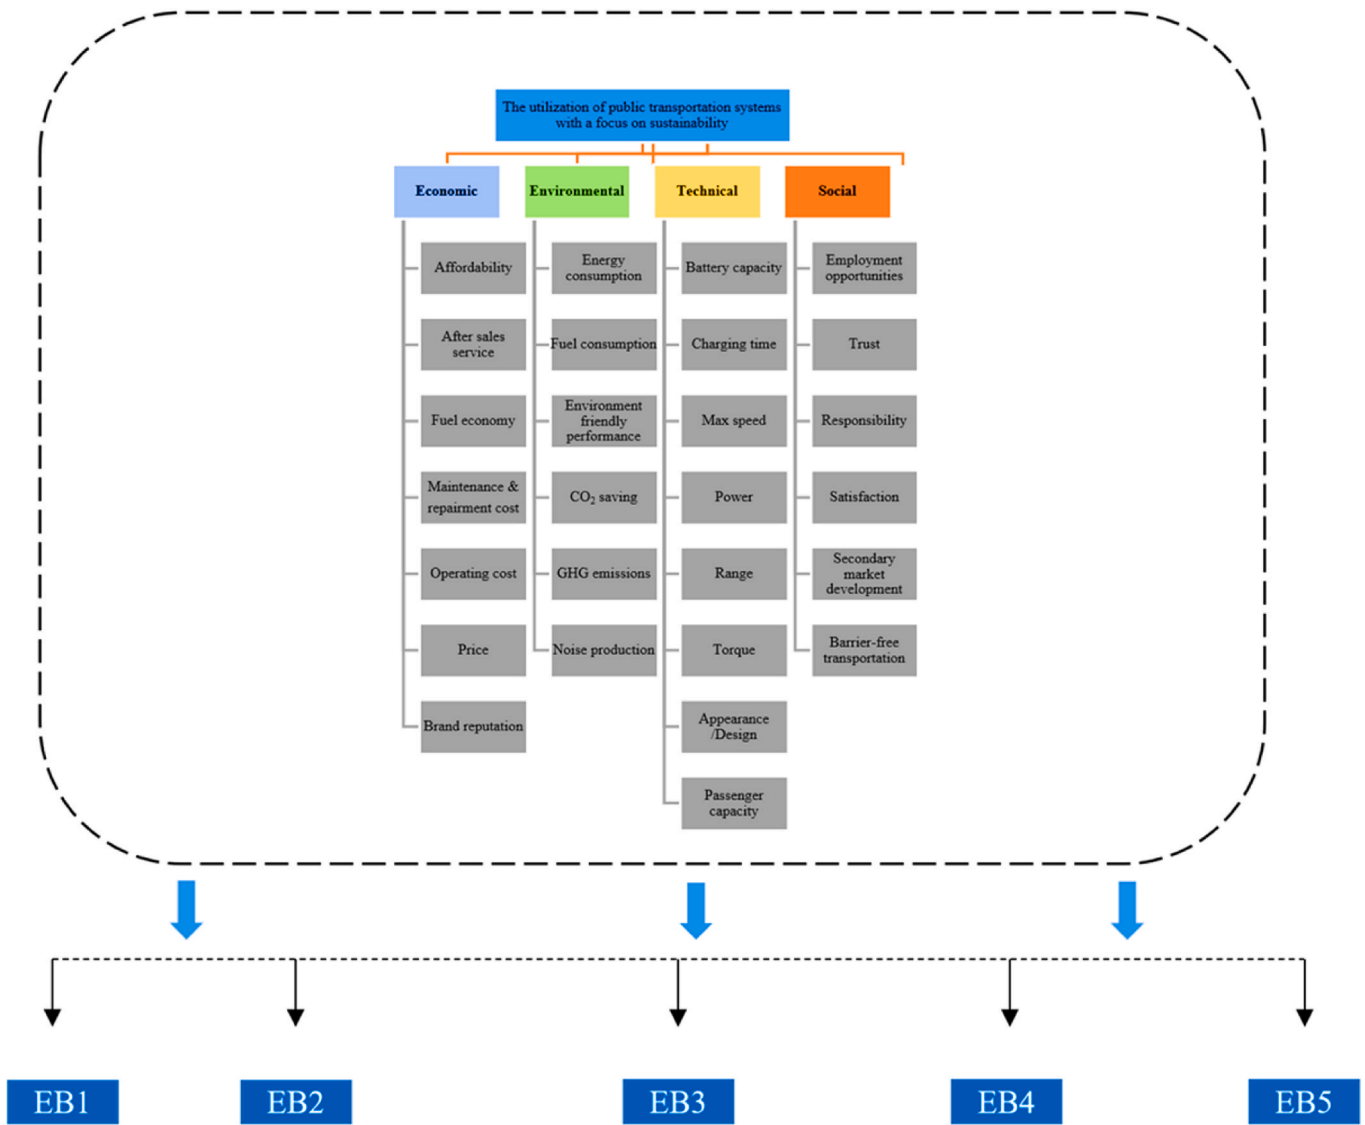 The utilization of public transportation systems
with a focus on sustainability
Economic
Environmental
Technical
Social
Affordability
After sales
service
Fuel economy
Maintenance &
repairment cost
Operating cost
Price
Brand reputation
Energy
consumption
Fuel consumption
Environment
friendly
performance
CO₂ saving
GHG emissions
Noise production
Battery capacity
Charging time
Max speed
Power
Range
Torque
Appearance
/Design
Passenger
capacity
Employment
opportunities
Trust
Responsibility
Satisfaction
Secondary
market
development
Barrier-free
transportation
EB1
EB2
EB3
EB4
EB5